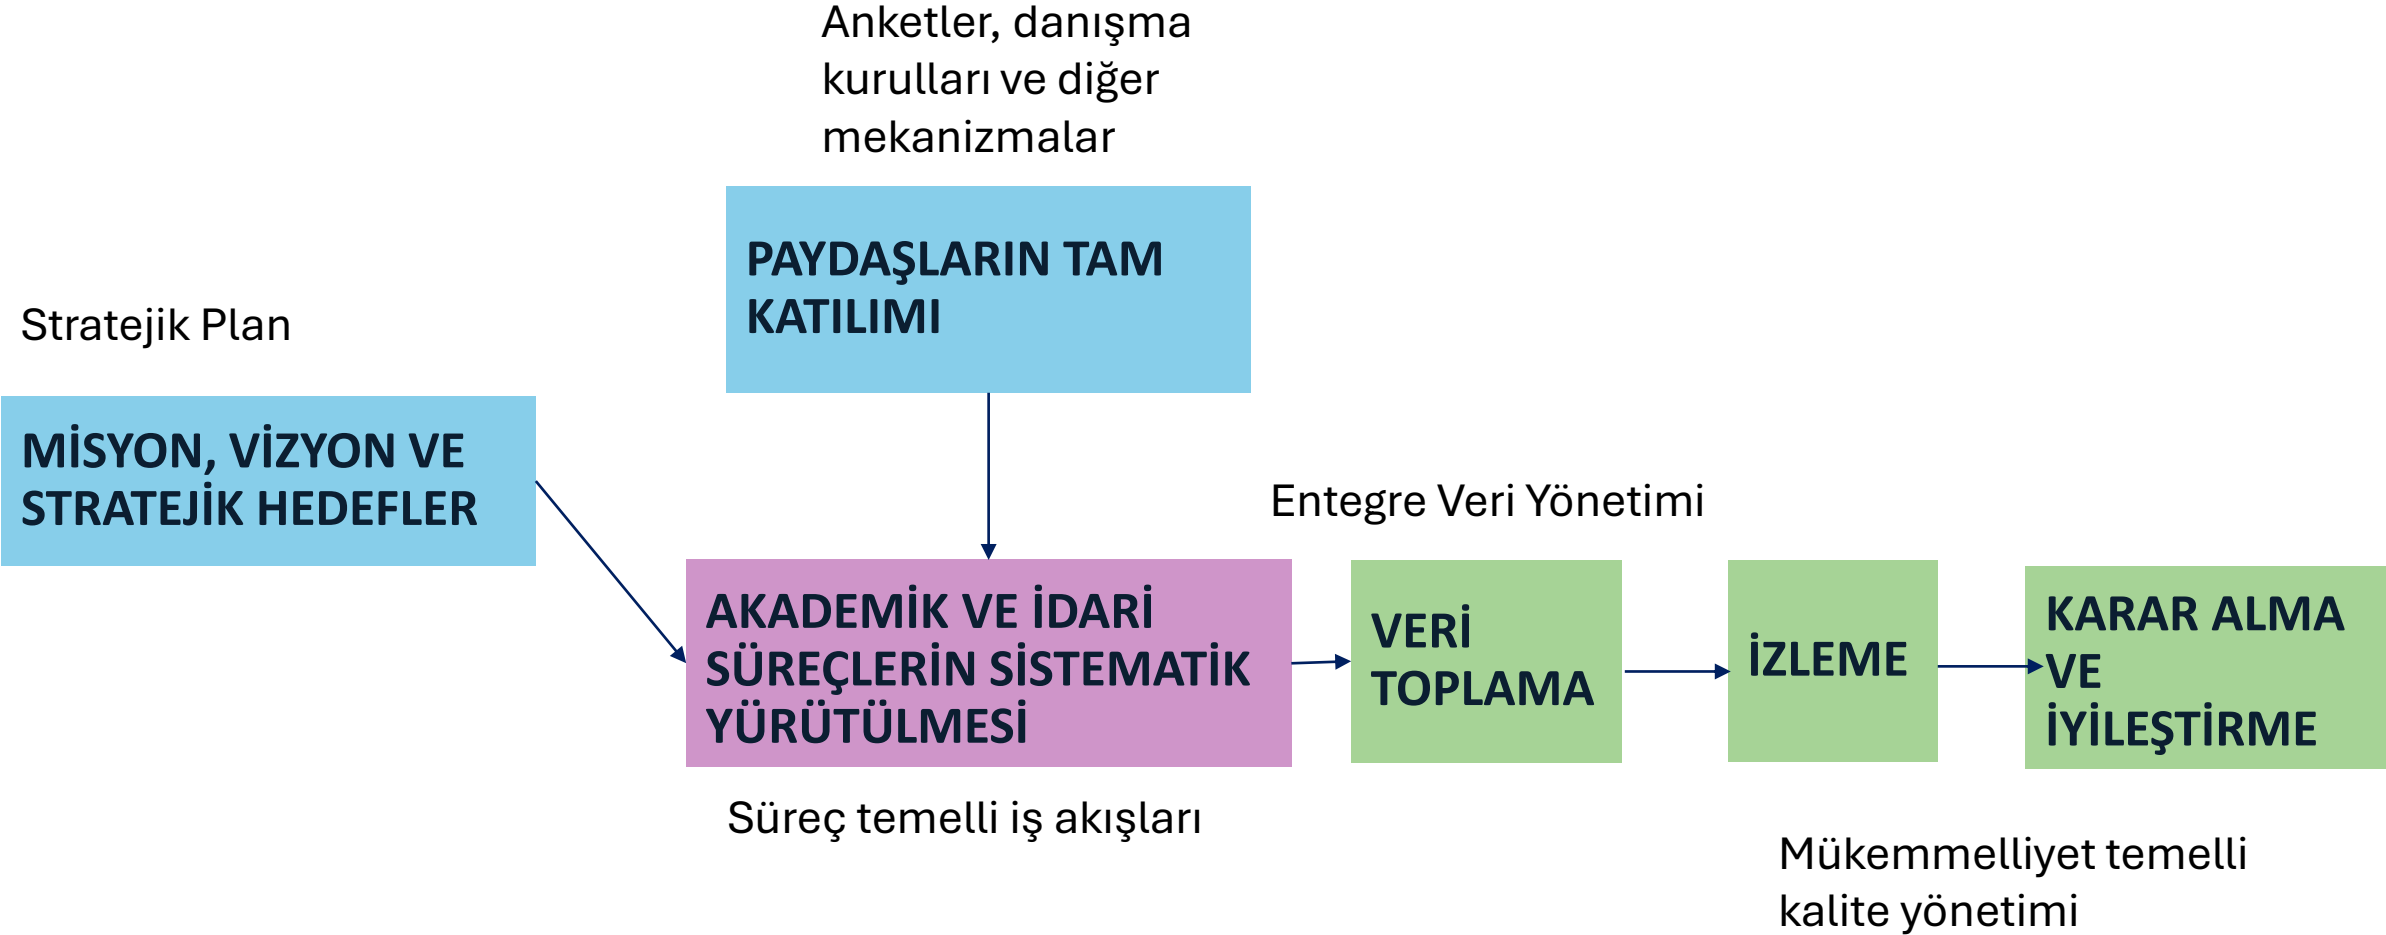 Anketler, danışma
kurulları ve diğer
mekanizmalar
PAYDAŞLARIN TAM
KATILIMI
Stratejik Plan
MİSYON, VİZYON VE
STRATEJİK HEDEFLER
Entegre Veri Yönetimi
AKADEMİK VE İDARİ
SÜREÇLERİN SİSTEMATİK
YÜRÜTÜLMESİ
VERİ
TOPLAMA
İZLEME
KARAR ALMA
VE
İYİLEŞTİRME
Süreç temelli iş akışları
Mükemmelliyet temelli
kalite yönetimi